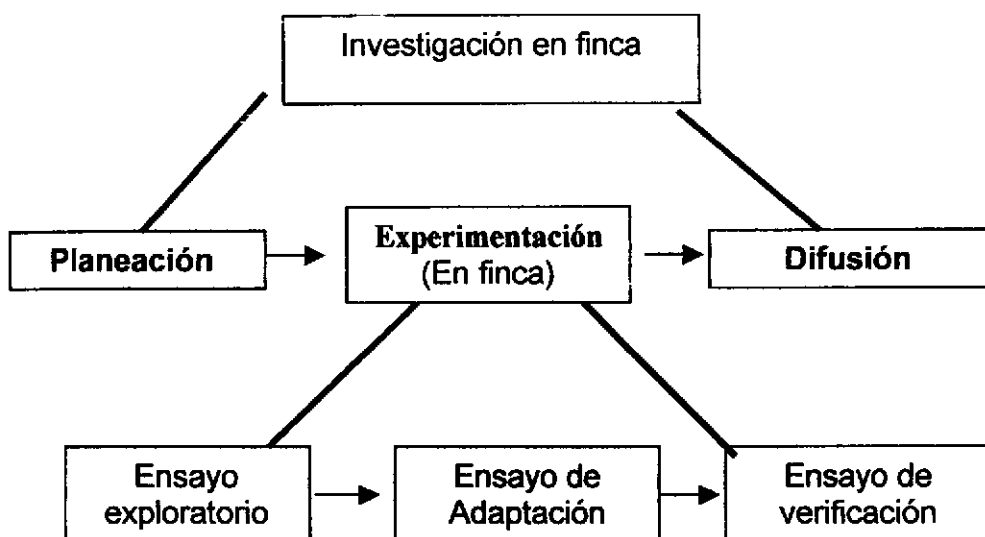 Investigación en finca
Planeación
Experimentación
(En finca)
Difusión
Ensayo
exploratorio
Ensayo de
Adaptación
Ensayo de
verificación